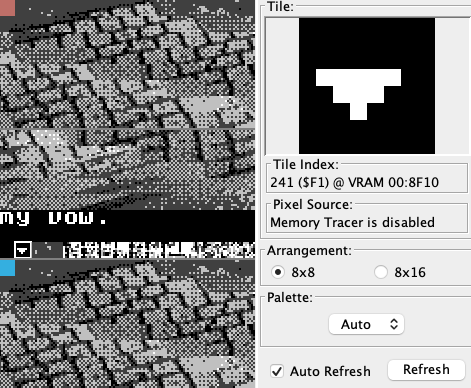 Tile:
my vow.
Tile Index:
241 ($F1) @ VRAM 00:8F10
Pixel Source:
Memory Tracer is disabled
Arrangement:
8x8
8x16
Palette:
Auto
Auto Refresh
Refresh